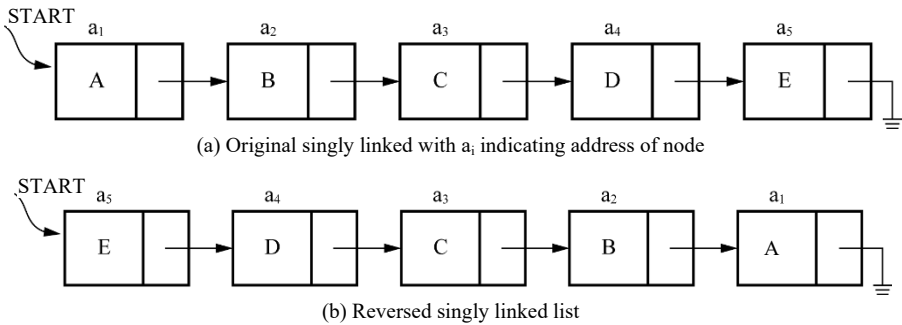 START
a₁ a₂ a₃ a₄ a₅
A B C D E
(a) Original singly linked with aᵢ indicating address of node
START
a₅ a₄ a₃ a₂ a₁
E D C B A
(b) Reversed singly linked list